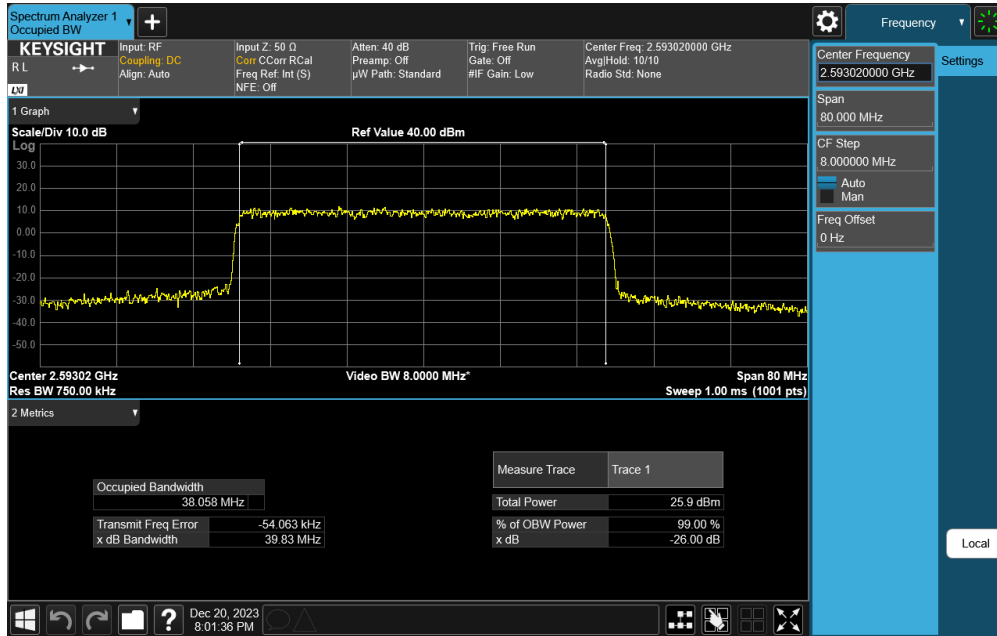 Spectrum Analyzer 1
Occupied BW
Frequency
KEYSIGHT
R L
LXI
Input: RF
Coupling: DC
Align: Auto
Input Z: 50 Ω
Corr CCorr RCal
Freq Ref: Int (S)
NFE: Off
Atten: 40 dB
Preamp: Off
µW Path: Standard
Trig: Free Run
Gate: Off
#IF Gain: Low
Center Freq: 2.593020000 GHz
Avg|Hold: 10/10
Radio Std: None
Center Frequency
2.593020000 GHz
Settings
Span
80.000 MHz
CF Step
8.000000 MHz
Auto
Man
Freq Offset
0 Hz
Local
1 Graph
Scale/Div 10.0 dB
Ref Value 40.00 dBm
Log
30.0
20.0
10.0
0.00
-10.0
-20.0
-30.0
-40.0
-50.0
Center 2.59302 GHz
Video BW 8.0000 MHz*
Span 80 MHz
Res BW 750.00 kHz
Sweep 1.00 ms (1001 pts)
2 Metrics
Occupied Bandwidth
38.058 MHz
Transmit Freq Error -54.063 kHz
x dB Bandwidth 39.83 MHz
Measure Trace Trace 1
Total Power 25.9 dBm
% of OBW Power 99.00 %
x dB -26.00 dB
Dec 20, 2023
8:01:36 PM